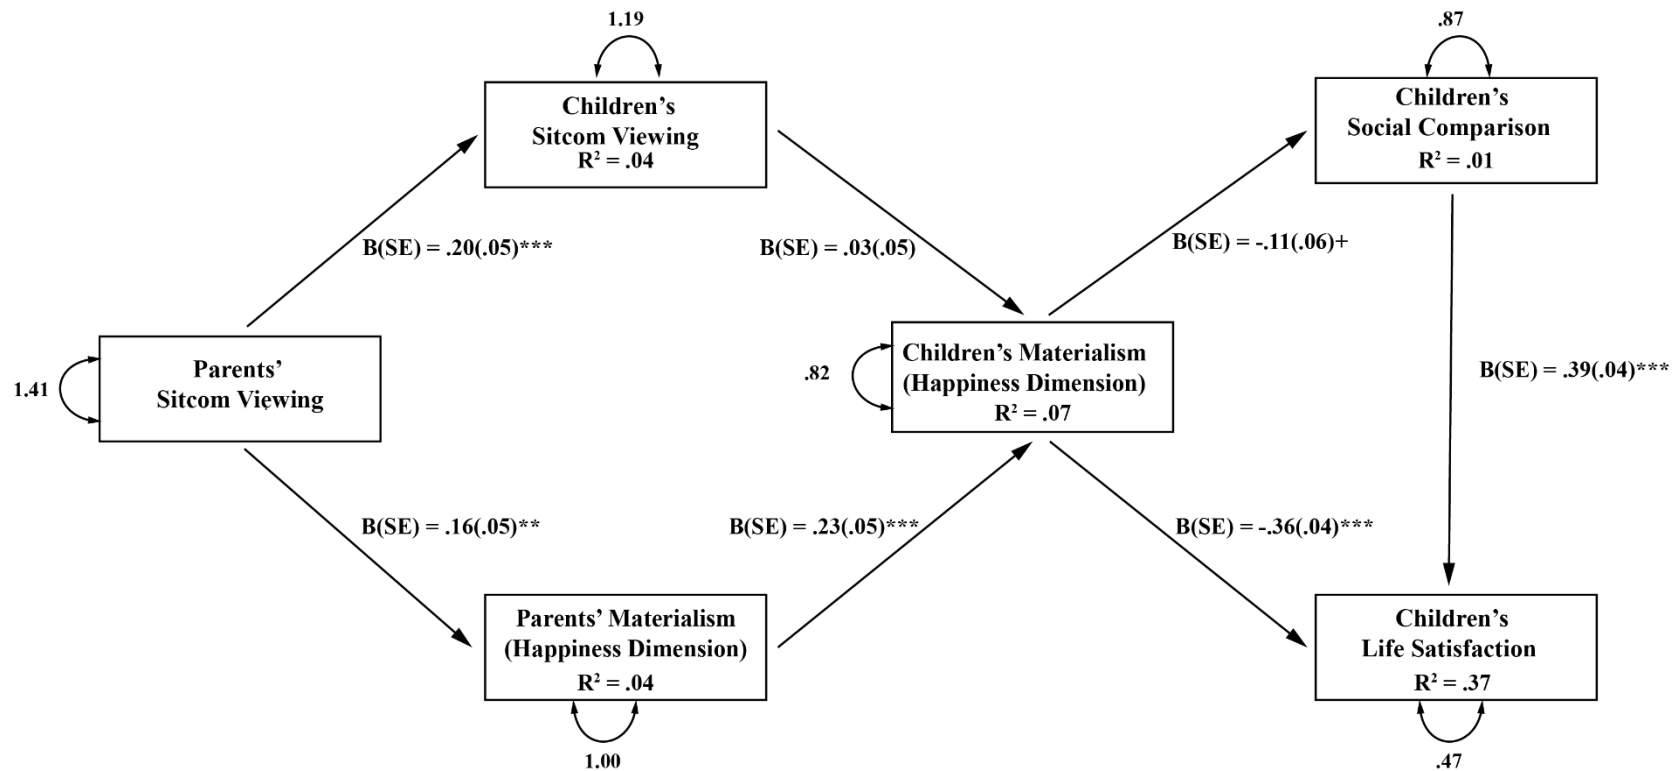 1.19
Children’s
Sitcom Viewing
R² = .04
.87
Children’s
Social Comparison
R² = .01
B(SE) = .20(.05)***
B(SE) = .03(.05)
B(SE) = -.11(.06)+
1.41
Parents’
Sitcom Viewing
.82
Children’s Materialism
(Happiness Dimension)
R² = .07
B(SE) = .39(.04)***
B(SE) = .16(.05)**
B(SE) = .23(.05)***
B(SE) = -.36(.04)***
Parents’ Materialism
(Happiness Dimension)
R² = .04
1.00
Children’s
Life Satisfaction
R² = .37
.47